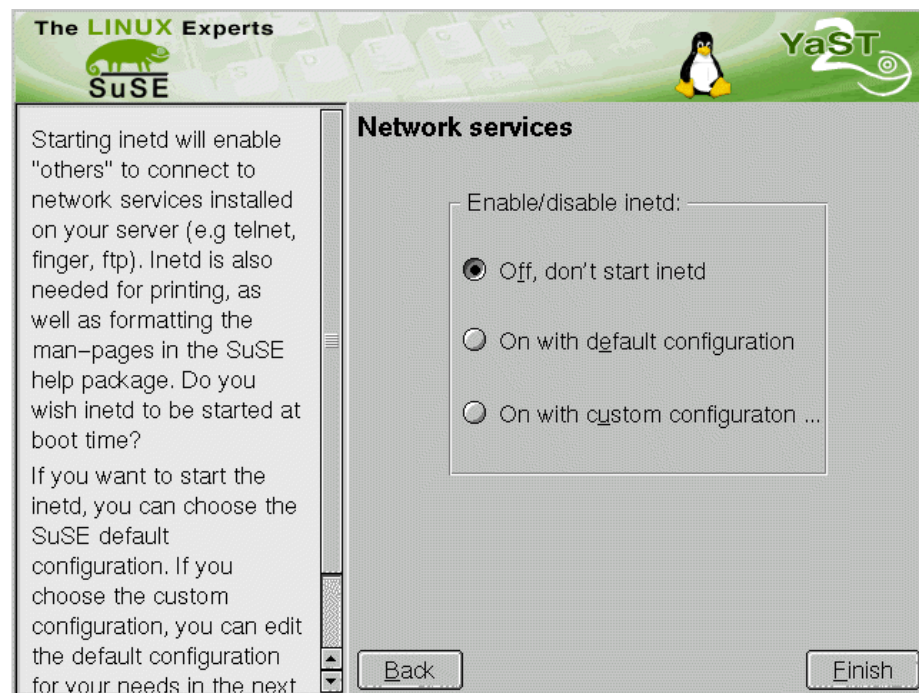 The LINUX Experts
SuSE
YaST
2
Starting inetd will enable
"others" to connect to
network services installed
on your server (e.g telnet,
finger, ftp). Inetd is also
needed for printing, as
well as formatting the
man-pages in the SuSE
help package. Do you
wish inetd to be started at
boot time?
If you want to start the
inetd, you can choose the
SuSE default
configuration. If you
choose the custom
configuration, you can edit
the default configuration
for your needs in the next
Network services
Enable/disable inetd:
Off, don't start inetd
On with default configuration
On with custom configuraton ...
Back
Finish